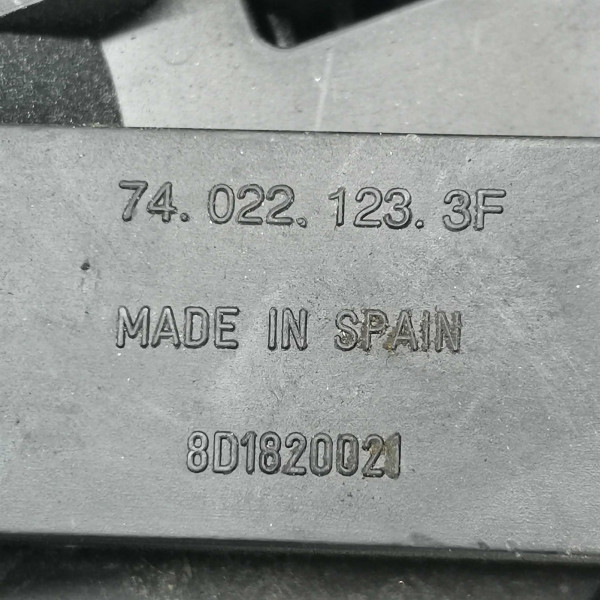 74. 022. 123. 3F
MADE IN SPAIN
8D1820021